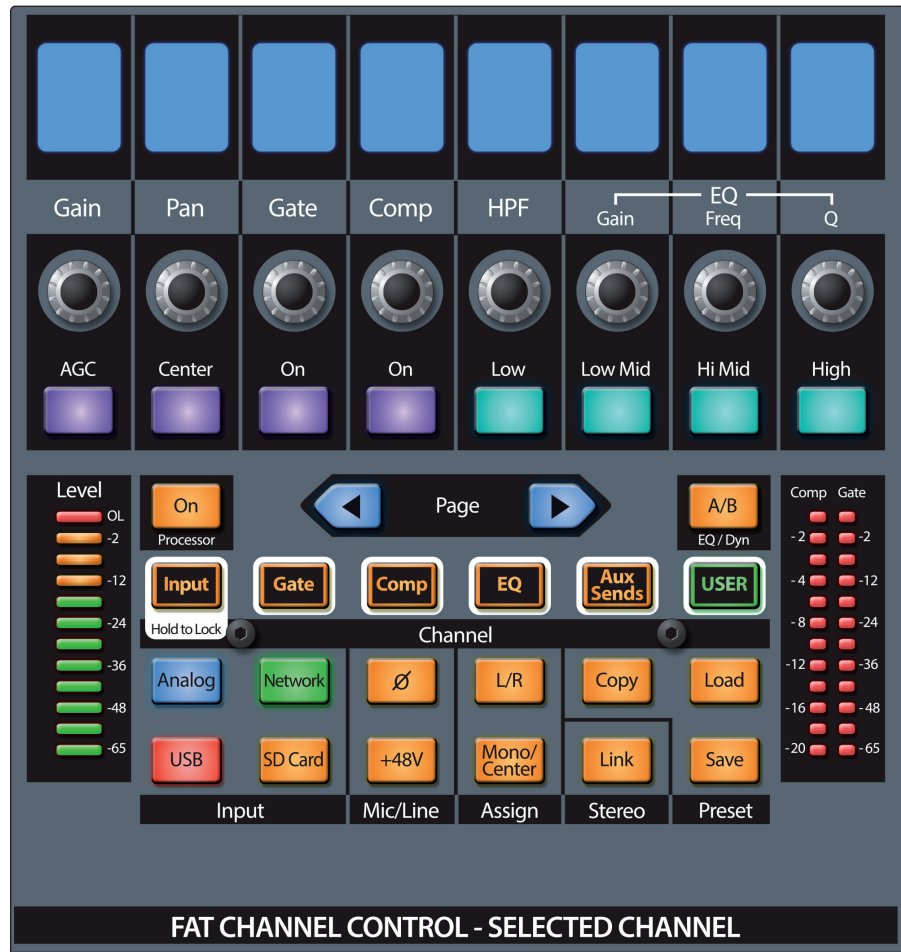 Gain Pan Gate Comp HPF EQ
Gain Freq Q
AGC Center On On Low Low Mid Hi Mid High
Level On Page A/B Comp Gate
OL
Processor EQ / Dyn
-2 -2 -2
-12 Input Gate Comp EQ Aux Sends USER -4 -12
Hold to Lock
-24 Channel -8 -24
-36 Analog Network Ø L/R Copy Load -12 -36
-48 -16 -48
-65 USB SD Card +48V Mono/Center Link Save -20 -65
Input Mic/Line Assign Stereo Preset
FAT CHANNEL CONTROL - SELECTED CHANNEL